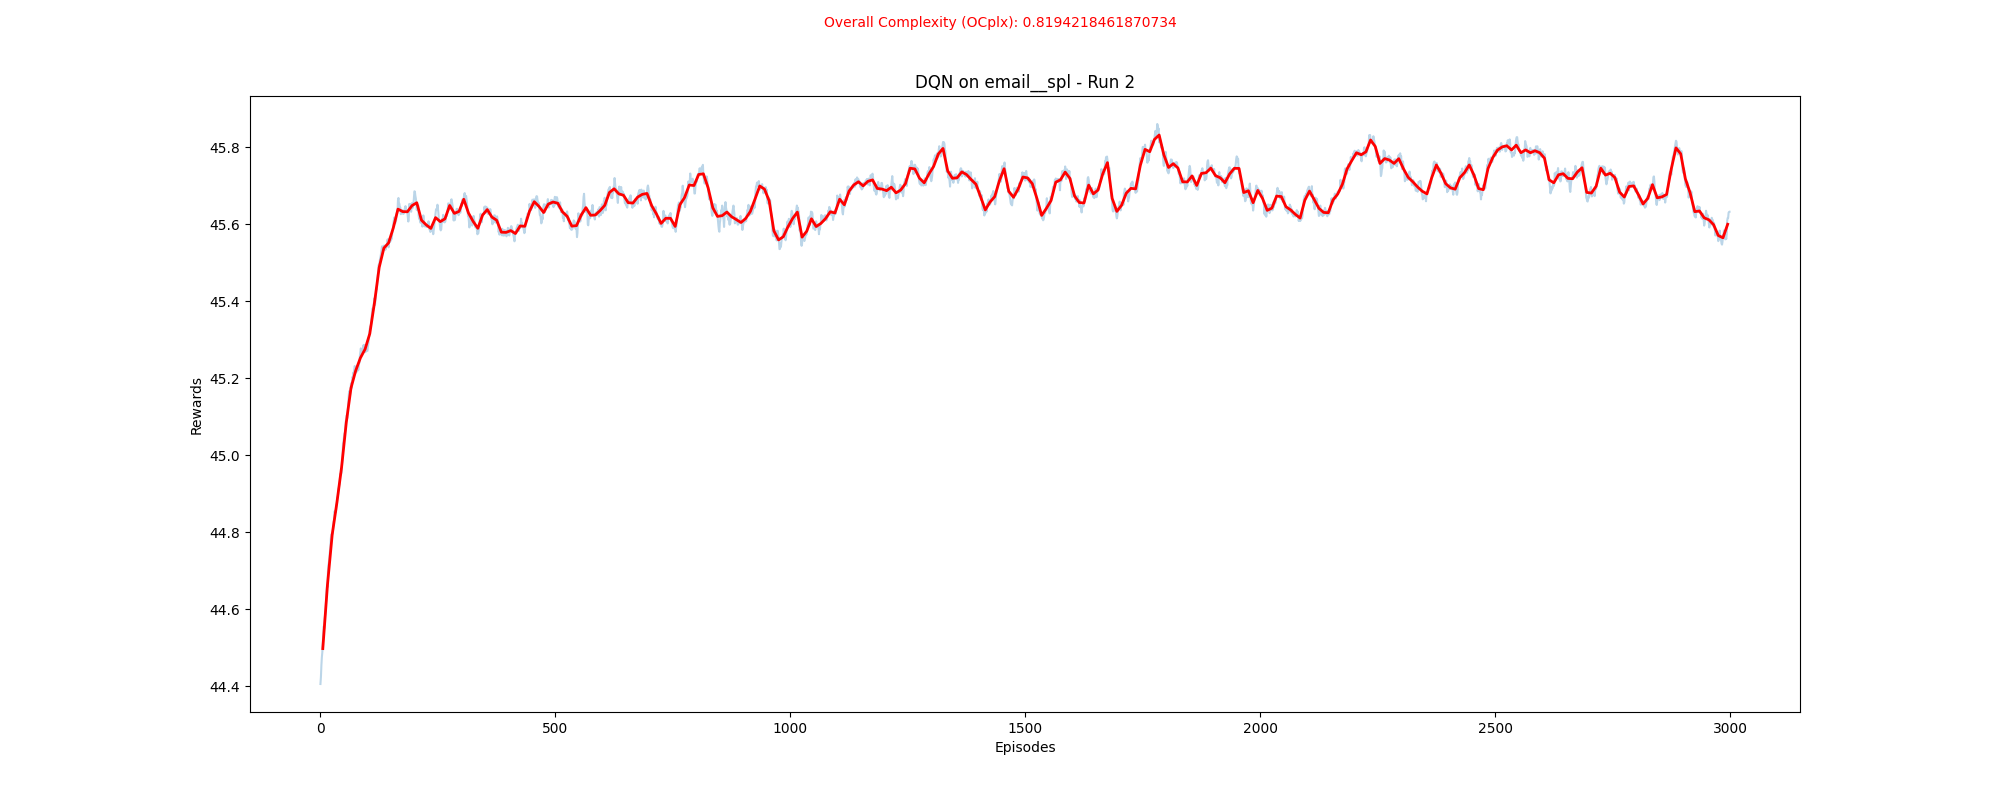 Overall Complexity (OCplx): 0.8194218461870734
DQN on email__spl - Run 2
45.8
45.6
45.4
45.2
45.0
44.8
44.6
44.4
Rewards
0 500 1000 1500 2000 2500 3000
Episodes